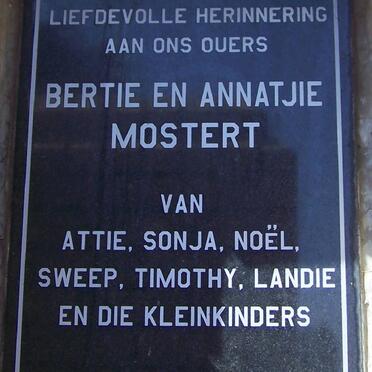 LIEFDEVOLLE HERINNERING
AAN ONS OUERS
BERTIE EN ANNATJIE
MOSTERT
VAN
ATTIE, SONJA, NOËL,
SWEEP, TIMOTHY, LANDIE
EN DIE KLEINKINDERS